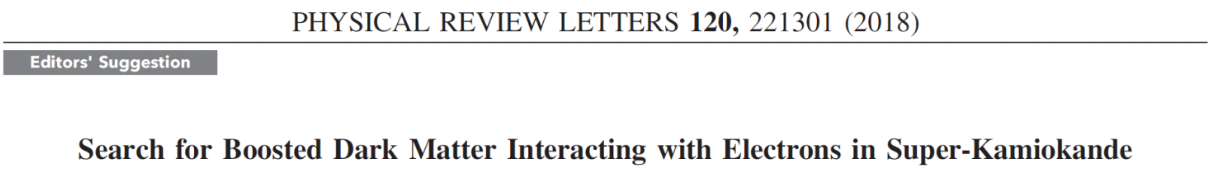 PHYSICAL REVIEW LETTERS 120, 221301 (2018)
Editors' Suggestion
Search for Boosted Dark Matter Interacting with Electrons in Super-Kamiokande